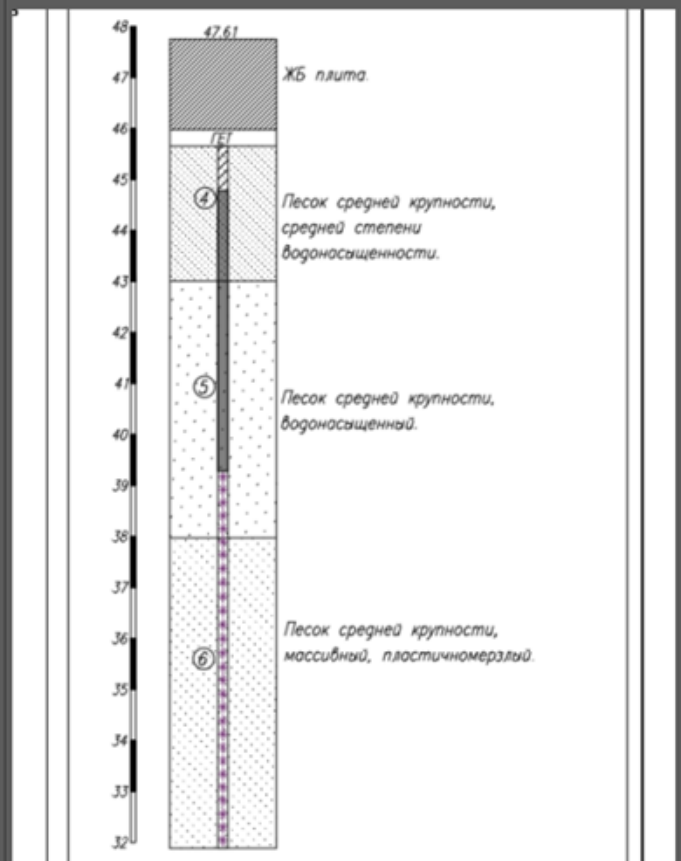 48
47.61
ЖБ плита.
47
46
ГЕТ
45
4
Песок средней крупности,
средней степени
водонасыщенности.
44
43
42
41
5
Песок средней крупности,
водонасыщенный.
40
39
38
37
36
Песок средней крупности,
массивный, пластичномерзлый.
6
35
34
33
32